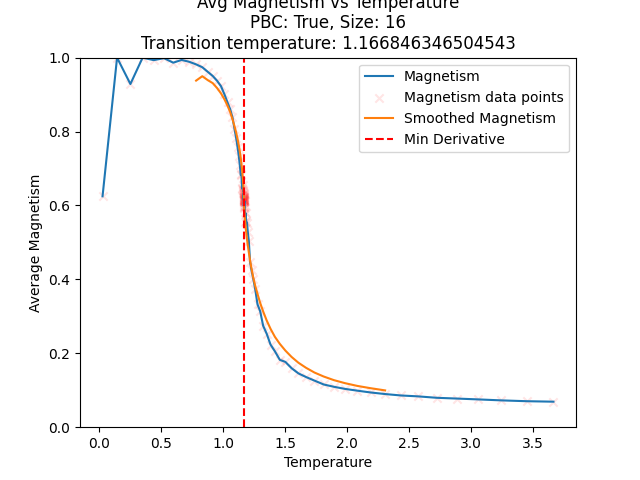 Avg Magnetism vs Temperature
PBC: True, Size: 16
Transition temperature: 1.166846346504543
Magnetism
Magnetism data points
Smoothed Magnetism
Min Derivative
1.0
0.8
0.6
0.4
0.2
0.0
Average Magnetism
0.0 0.5 1.0 1.5 2.0 2.5 3.0 3.5
Temperature